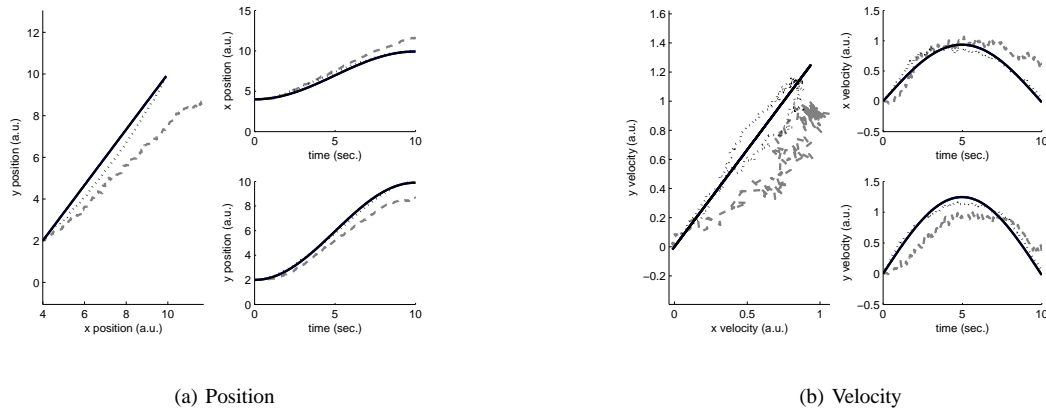 12
10
8
6
4
2
0
y position (a.u.)
4 6 8 10
x position (a.u.)
15
10
5
0
x position (a.u.)
0 5 10
time (sec.)
10
8
6
4
2
0
y position (a.u.)
0 5 10
time (sec.)
(a) Position
1.6
1.4
1.2
1
0.8
0.6
0.4
0.2
0
−0.2
y velocity (a.u.)
0 0.5 1
x velocity (a.u.)
1.5
1
0.5
0
−0.5
x velocity (a.u.)
0 5 10
time (sec.)
1.5
1
0.5
0
−0.5
y velocity (a.u.)
0 5 10
time (sec.)
(b) Velocity